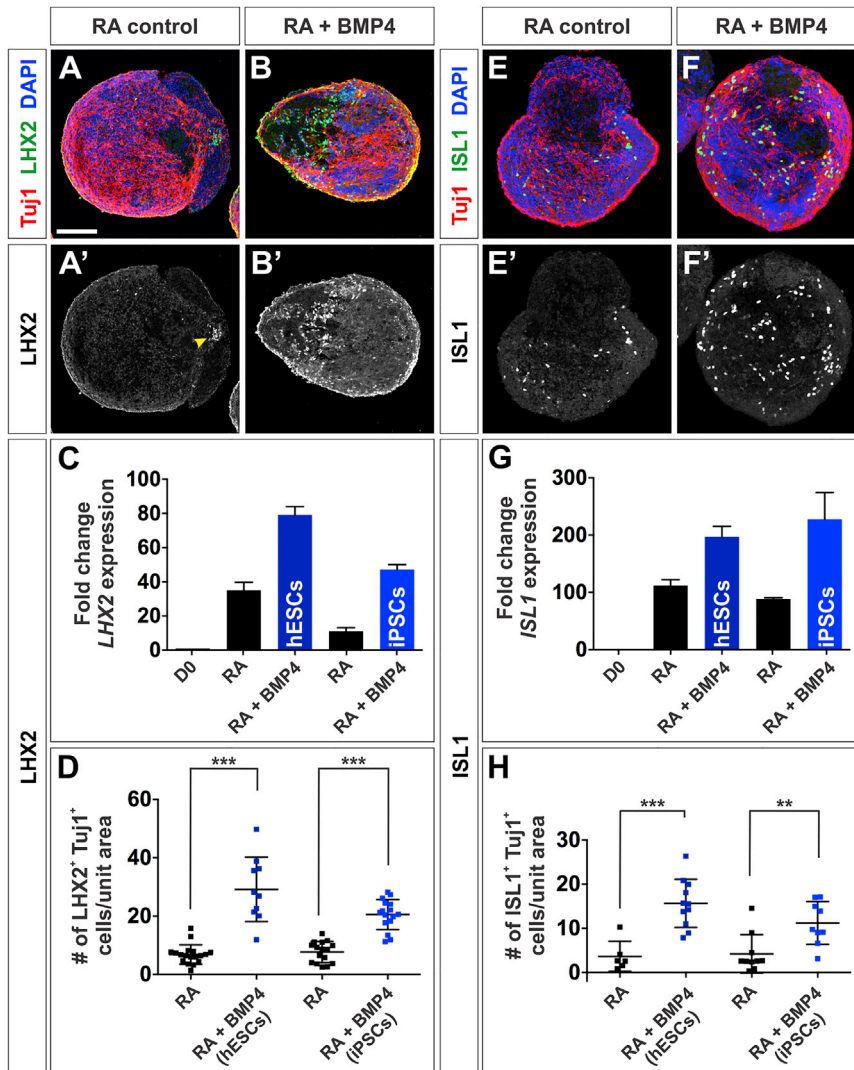 RA control
RA + BMP4
RA control
RA + BMP4
Tuj1 LHX2 DAPI
A
B
Tuj1 ISL1 DAPI
E
F
LHX2
A'
B'
ISL1
E'
F'
LHX2
C
Fold change
LHX2 expression
100
80
60
40
20
0
hESCs
iPSCs
D0
RA
RA + BMP4
RA
RA + BMP4
D
# of LHX2+ Tuj1+
cells/unit area
60
40
20
0
***
***
RA
RA + BMP4
(hESCs)
RA
RA + BMP4
(iPSCs)
ISL1
G
Fold change
ISL1 expression
300
200
100
0
hESCs
iPSCs
D0
RA
RA + BMP4
RA
RA + BMP4
H
# of ISL1+ Tuj1+
cells/unit area
30
20
10
0
***
**
RA
RA + BMP4
(hESCs)
RA
RA + BMP4
(iPSCs)